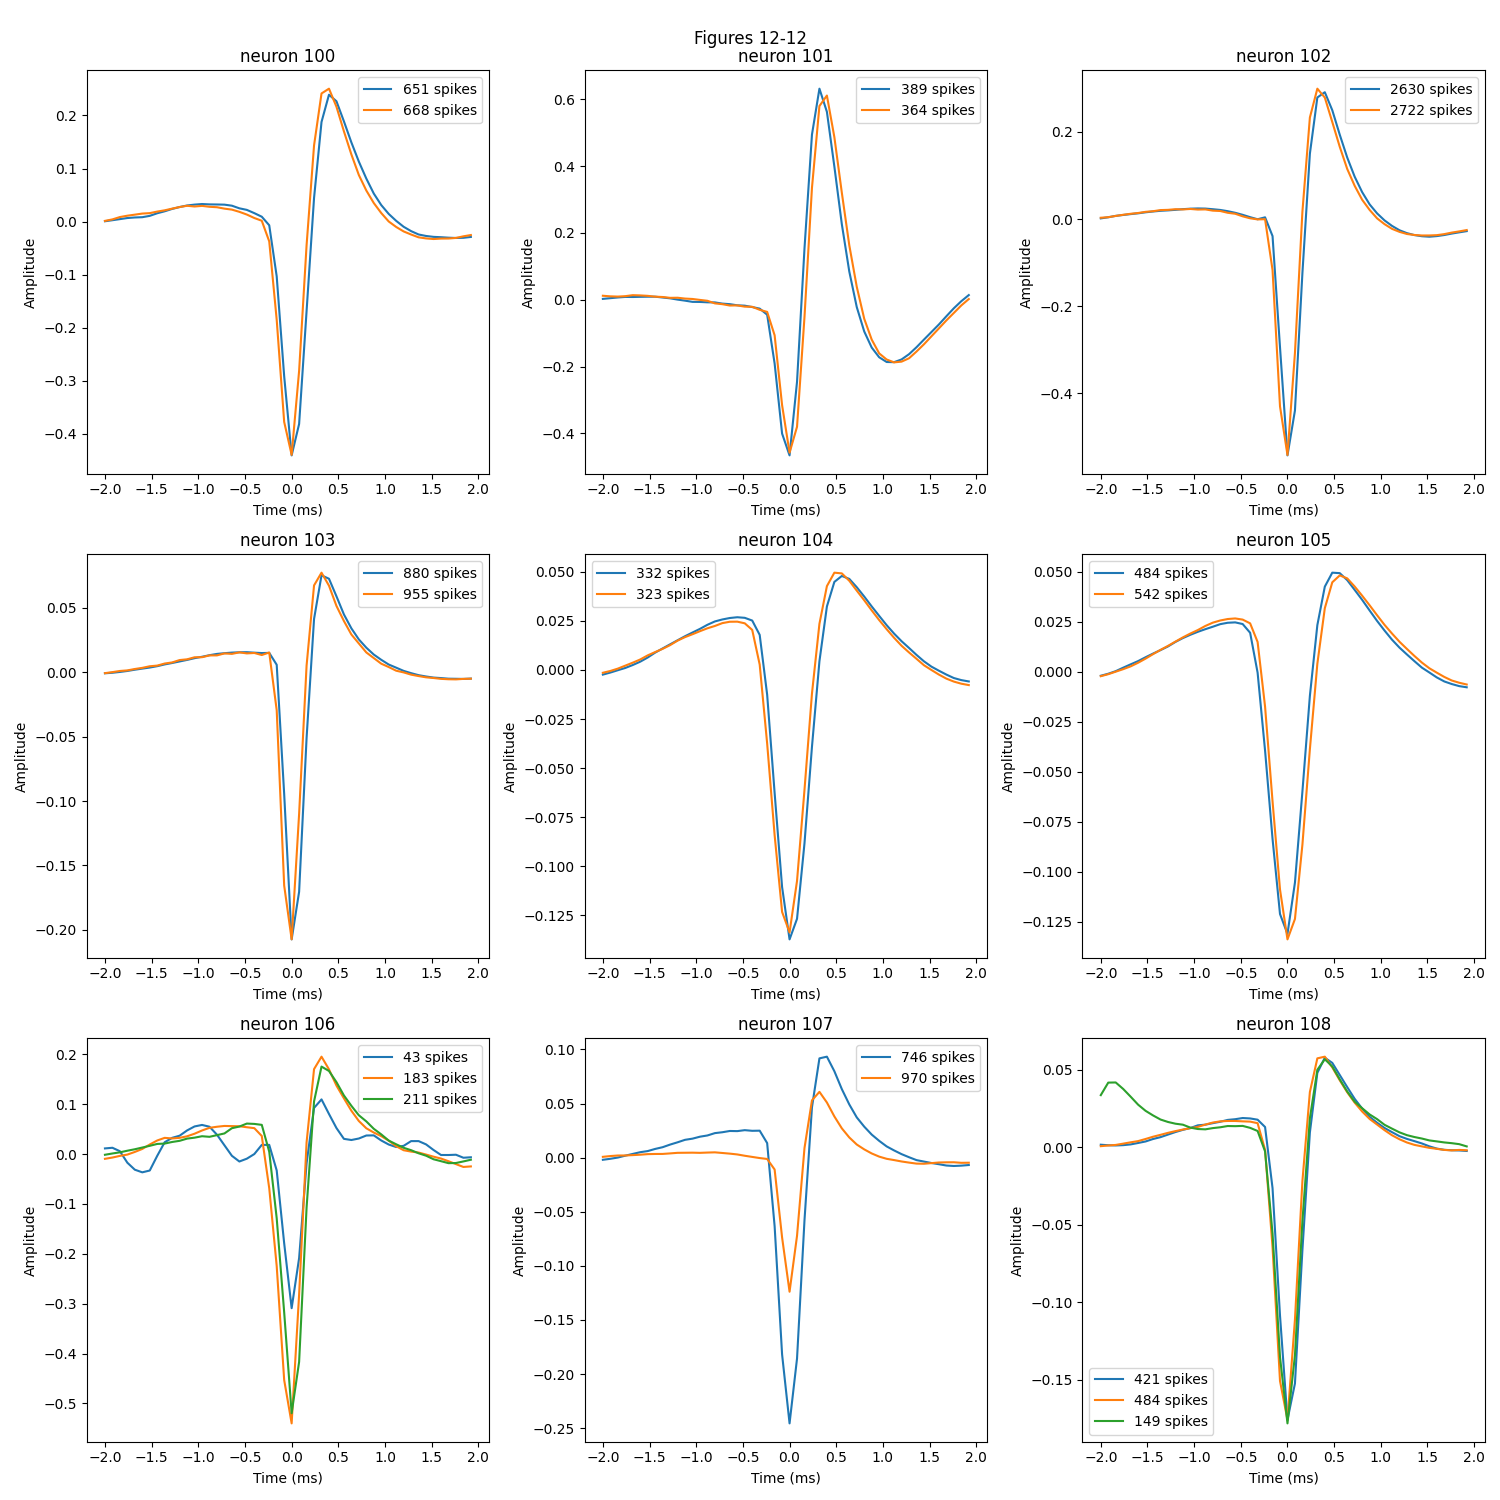 Figures 12-12
neuron 100
651 spikes
668 spikes
Amplitude
0.2
0.1
0.0
−0.1
−0.2
−0.3
−0.4
−2.0 −1.5 −1.0 −0.5 0.0 0.5 1.0 1.5 2.0
Time (ms)
neuron 101
389 spikes
364 spikes
Amplitude
0.6
0.4
0.2
0.0
−0.2
−0.4
−2.0 −1.5 −1.0 −0.5 0.0 0.5 1.0 1.5 2.0
Time (ms)
neuron 102
2630 spikes
2722 spikes
Amplitude
0.2
0.0
−0.2
−0.4
−2.0 −1.5 −1.0 −0.5 0.0 0.5 1.0 1.5 2.0
Time (ms)
neuron 103
880 spikes
955 spikes
Amplitude
0.05
0.00
−0.05
−0.10
−0.15
−0.20
−2.0 −1.5 −1.0 −0.5 0.0 0.5 1.0 1.5 2.0
Time (ms)
neuron 104
332 spikes
323 spikes
Amplitude
0.050
0.025
0.000
−0.025
−0.050
−0.075
−0.100
−0.125
−2.0 −1.5 −1.0 −0.5 0.0 0.5 1.0 1.5 2.0
Time (ms)
neuron 105
484 spikes
542 spikes
Amplitude
0.050
0.025
0.000
−0.025
−0.050
−0.075
−0.100
−0.125
−2.0 −1.5 −1.0 −0.5 0.0 0.5 1.0 1.5 2.0
Time (ms)
neuron 106
43 spikes
183 spikes
211 spikes
Amplitude
0.2
0.1
0.0
−0.1
−0.2
−0.3
−0.4
−0.5
−2.0 −1.5 −1.0 −0.5 0.0 0.5 1.0 1.5 2.0
Time (ms)
neuron 107
746 spikes
970 spikes
Amplitude
0.10
0.05
0.00
−0.05
−0.10
−0.15
−0.20
−0.25
−2.0 −1.5 −1.0 −0.5 0.0 0.5 1.0 1.5 2.0
Time (ms)
neuron 108
Amplitude
0.05
0.00
−0.05
−0.10
−0.15
421 spikes
484 spikes
149 spikes
−2.0 −1.5 −1.0 −0.5 0.0 0.5 1.0 1.5 2.0
Time (ms)